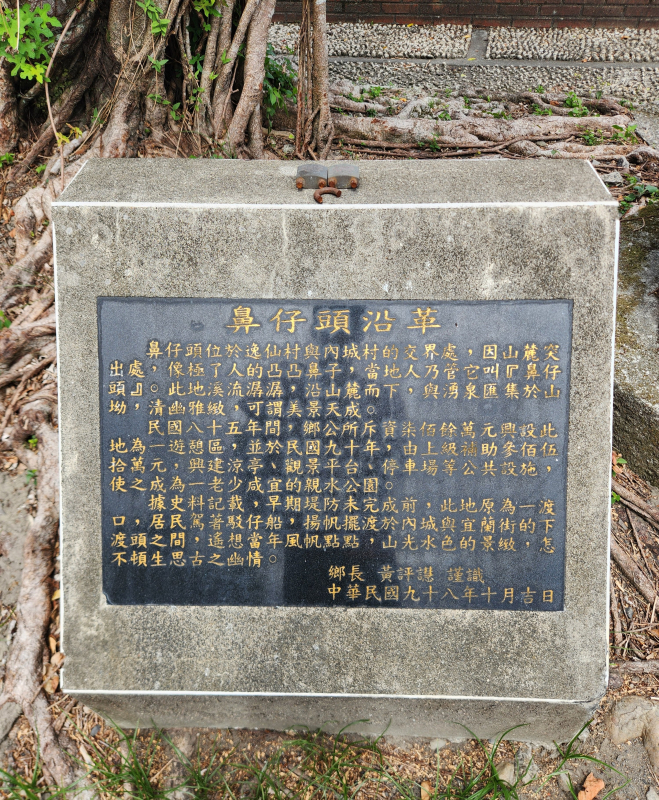 鼻仔頭沿革
鼻仔頭位於逸仙村與內城村的交界處,因山麓突
出處,像極了人的凸凸鼻子,當地人乃管它叫『鼻仔
頭』。此地溪流潺潺,沿山麓而下,與湧泉匯集於山
坳,清幽雅緻,可謂美景天成。
民國八十五年間,鄉公所斥資柒佰餘萬元興設此
地為一遊憩區,並於民國九十年,由上級補助參佰伍
拾萬元,興建涼亭、觀景平台、停車場等公共設施,
使之成為一老少咸宜的親水公園。
據史料記載,早期堤防未完成前,此地原為一渡
口,居民駕著駁仔船揚帆擺渡於內城與宜蘭街的下
渡頭之間,遙想當年,風帆點點,山光水色的景緻,怎
不頓生思古之幽情。
鄉長 黃評 謹識
中華民國九十八年十月吉日